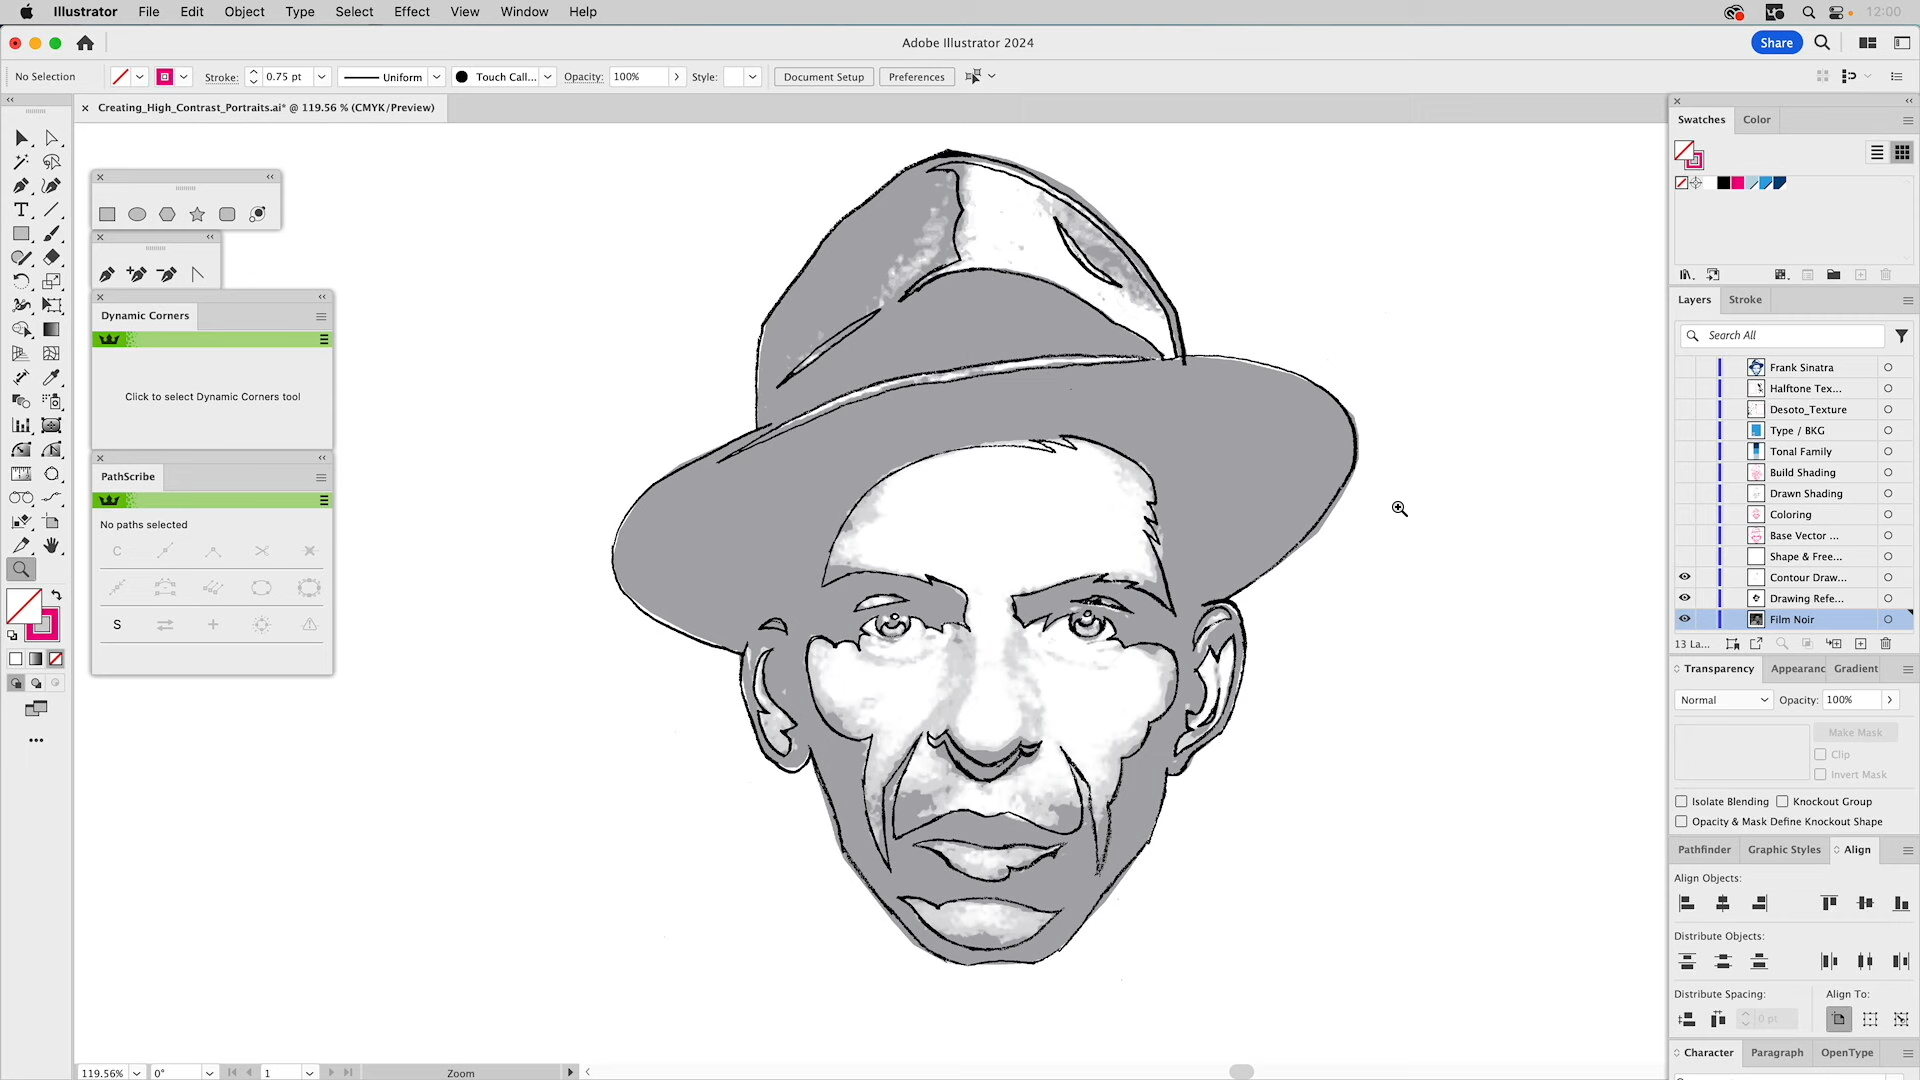 Illustrator File Edit Object Type Select Effect View Window Help 12:00
Adobe Illustrator 2024 Share
No Selection Stroke: 0.75 pt Uniform Touch Call... Opacity: 100% Style: Document Setup Preferences
Creating_High_Contrast_Portraits.ai* @ 119.56 % (CMYK/Preview)
Swatches Color
Dynamic Corners
Click to select Dynamic Corners tool
PathScribe
No paths selected
C
S
Layers Stroke
Search All
Frank Sinatra
Halftone Tex...
Desoto_Texture
Type / BKG
Tonal Family
Build Shading
Drawn Shading
Coloring
Base Vector ...
Shape & Free...
Contour Draw...
Drawing Refe...
Film Noir
13 La...
Transparency Appearanc Gradient
Normal Opacity: 100%
Make Mask
Clip
Invert Mask
Isolate Blending Knockout Group
Opacity & Mask Define Knockout Shape
Pathfinder Graphic Styles Align
Align Objects:
Distribute Objects:
Distribute Spacing: Align To:
0 pt
Character Paragraph OpenType
119.56% 0° 1 Zoom